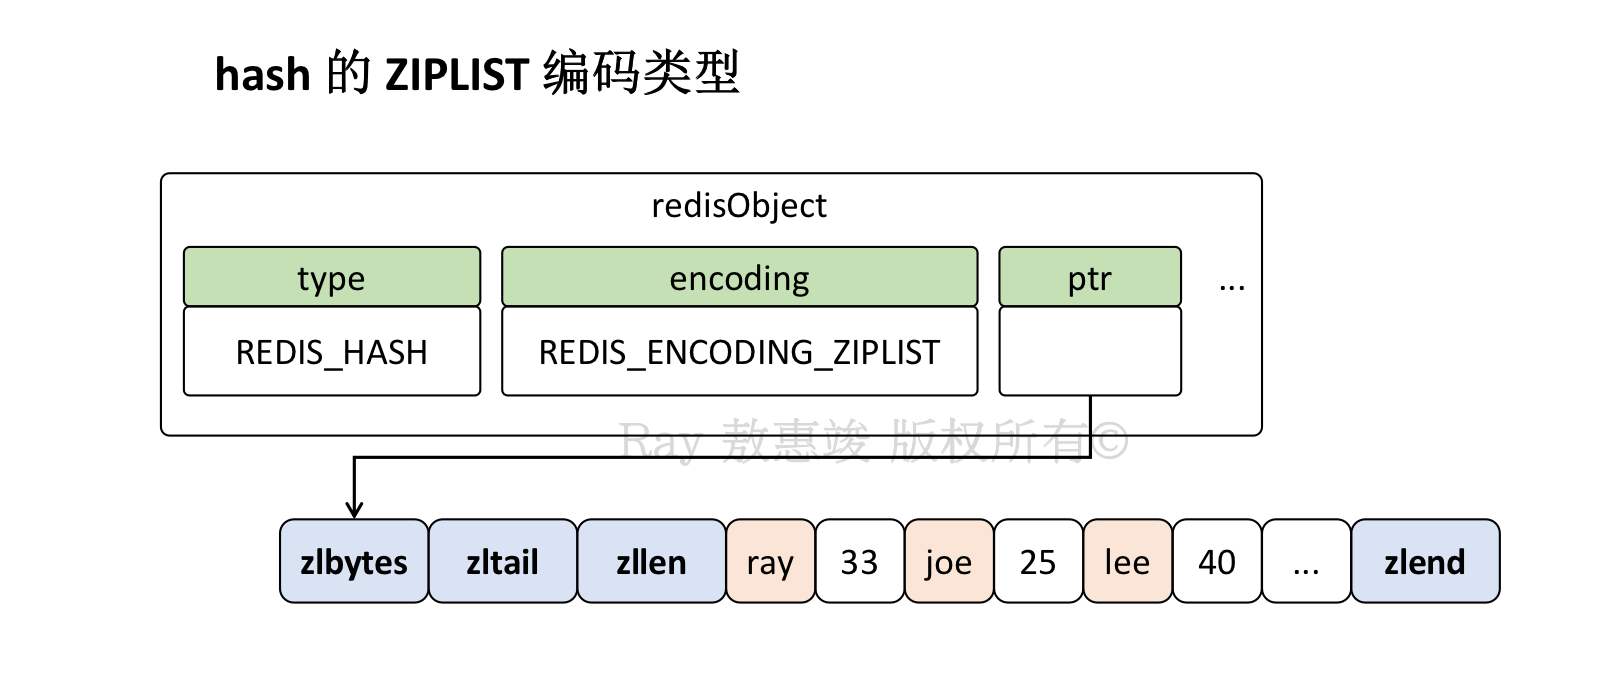 hash 的 ZIPLIST 编码类型
redisObject
type encoding ptr ...
REDIS_HASH REDIS_ENCODING_ZIPLIST
Ray 敖惠竣 版权所有©
zlbytes zltail zllen ray 33 joe 25 lee 40 ... zlend